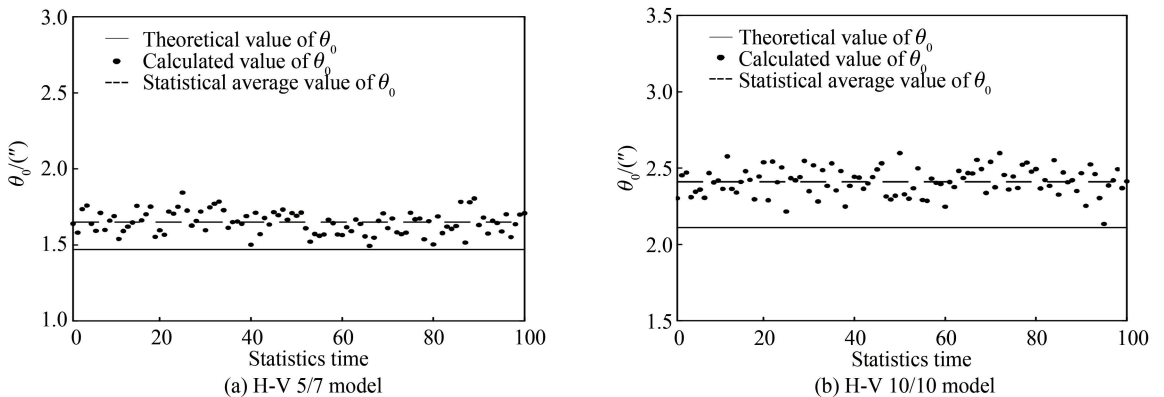 3.0
2.5
2.0
1.5
1.0
θ₀/(″)
Theoretical value of θ₀
Calculated value of θ₀
Statistical average value of θ₀
0 20 40 60 80 100
Statistics time
(a) H-V 5/7 model
3.5
3.0
2.5
2.0
1.5
θ₀/(″)
Theoretical value of θ₀
Calculated value of θ₀
Statistical average value of θ₀
0 20 40 60 80 100
Statistics time
(b) H-V 10/10 model